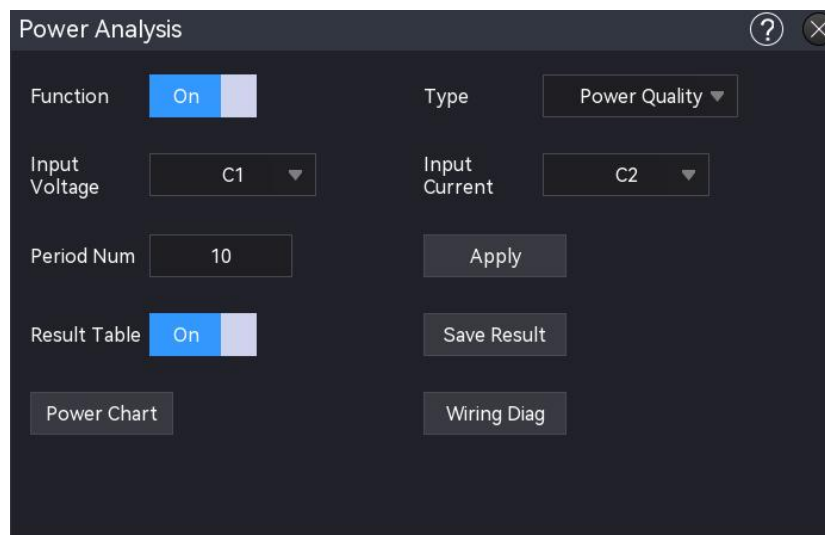 Power Analysis ?
Function On Type Power Quality
Input Voltage C1 Input Current C2
Period Num 10 Apply
Result Table On Save Result
Power Chart Wiring Diag